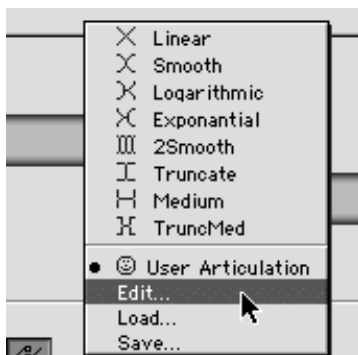 Linear
Smooth
Logarithmic
Exponantial
2Smooth
Truncate
Medium
TruncMed
User Articulation
Edit...
Load...
Save...